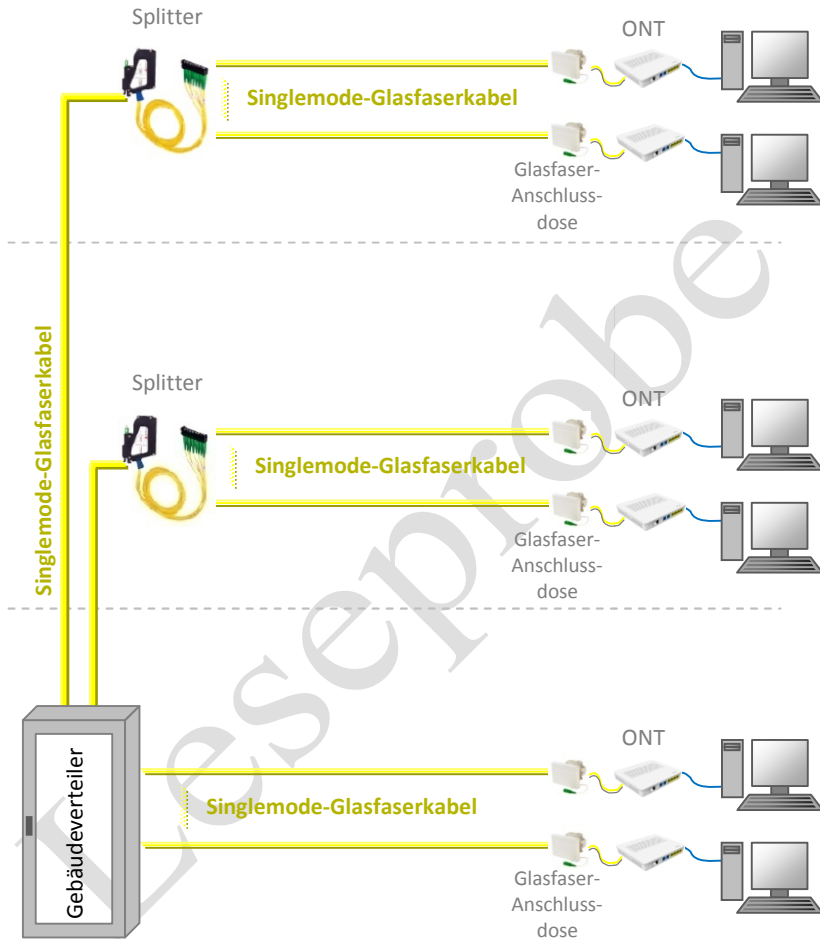 Splitter
ONT
Singlemode-Glasfaserkabel
Glasfaser-
Anschluss-
dose
Singlemode-Glasfaserkabel
Splitter
ONT
Singlemode-Glasfaserkabel
Glasfaser-
Anschluss-
dose
Leseprobe
Gebäudeverteiler
ONT
Singlemode-Glasfaserkabel
Glasfaser-
Anschluss-
dose